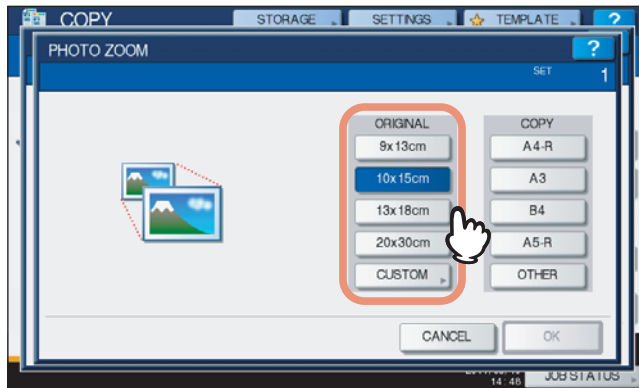 COPY STORAGE SETTINGS TEMPLATE ?
PHOTO ZOOM ?
SET 1
ORIGINAL COPY
9x13cm A4-R
10x15cm A3
13x18cm B4
20x30cm A5-R
CUSTOM OTHER
CANCEL OK
14:48 JOB STATUS